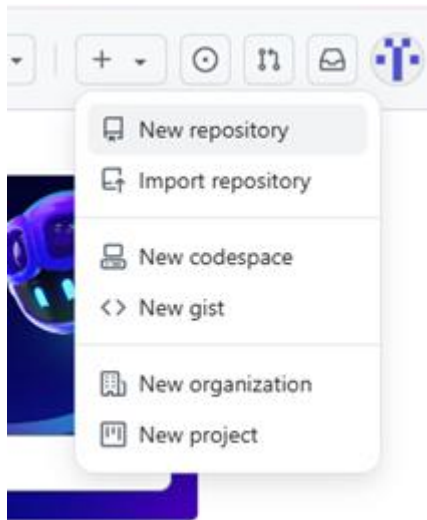 New repository
Import repository
New codespace
New gist
New organization
New project